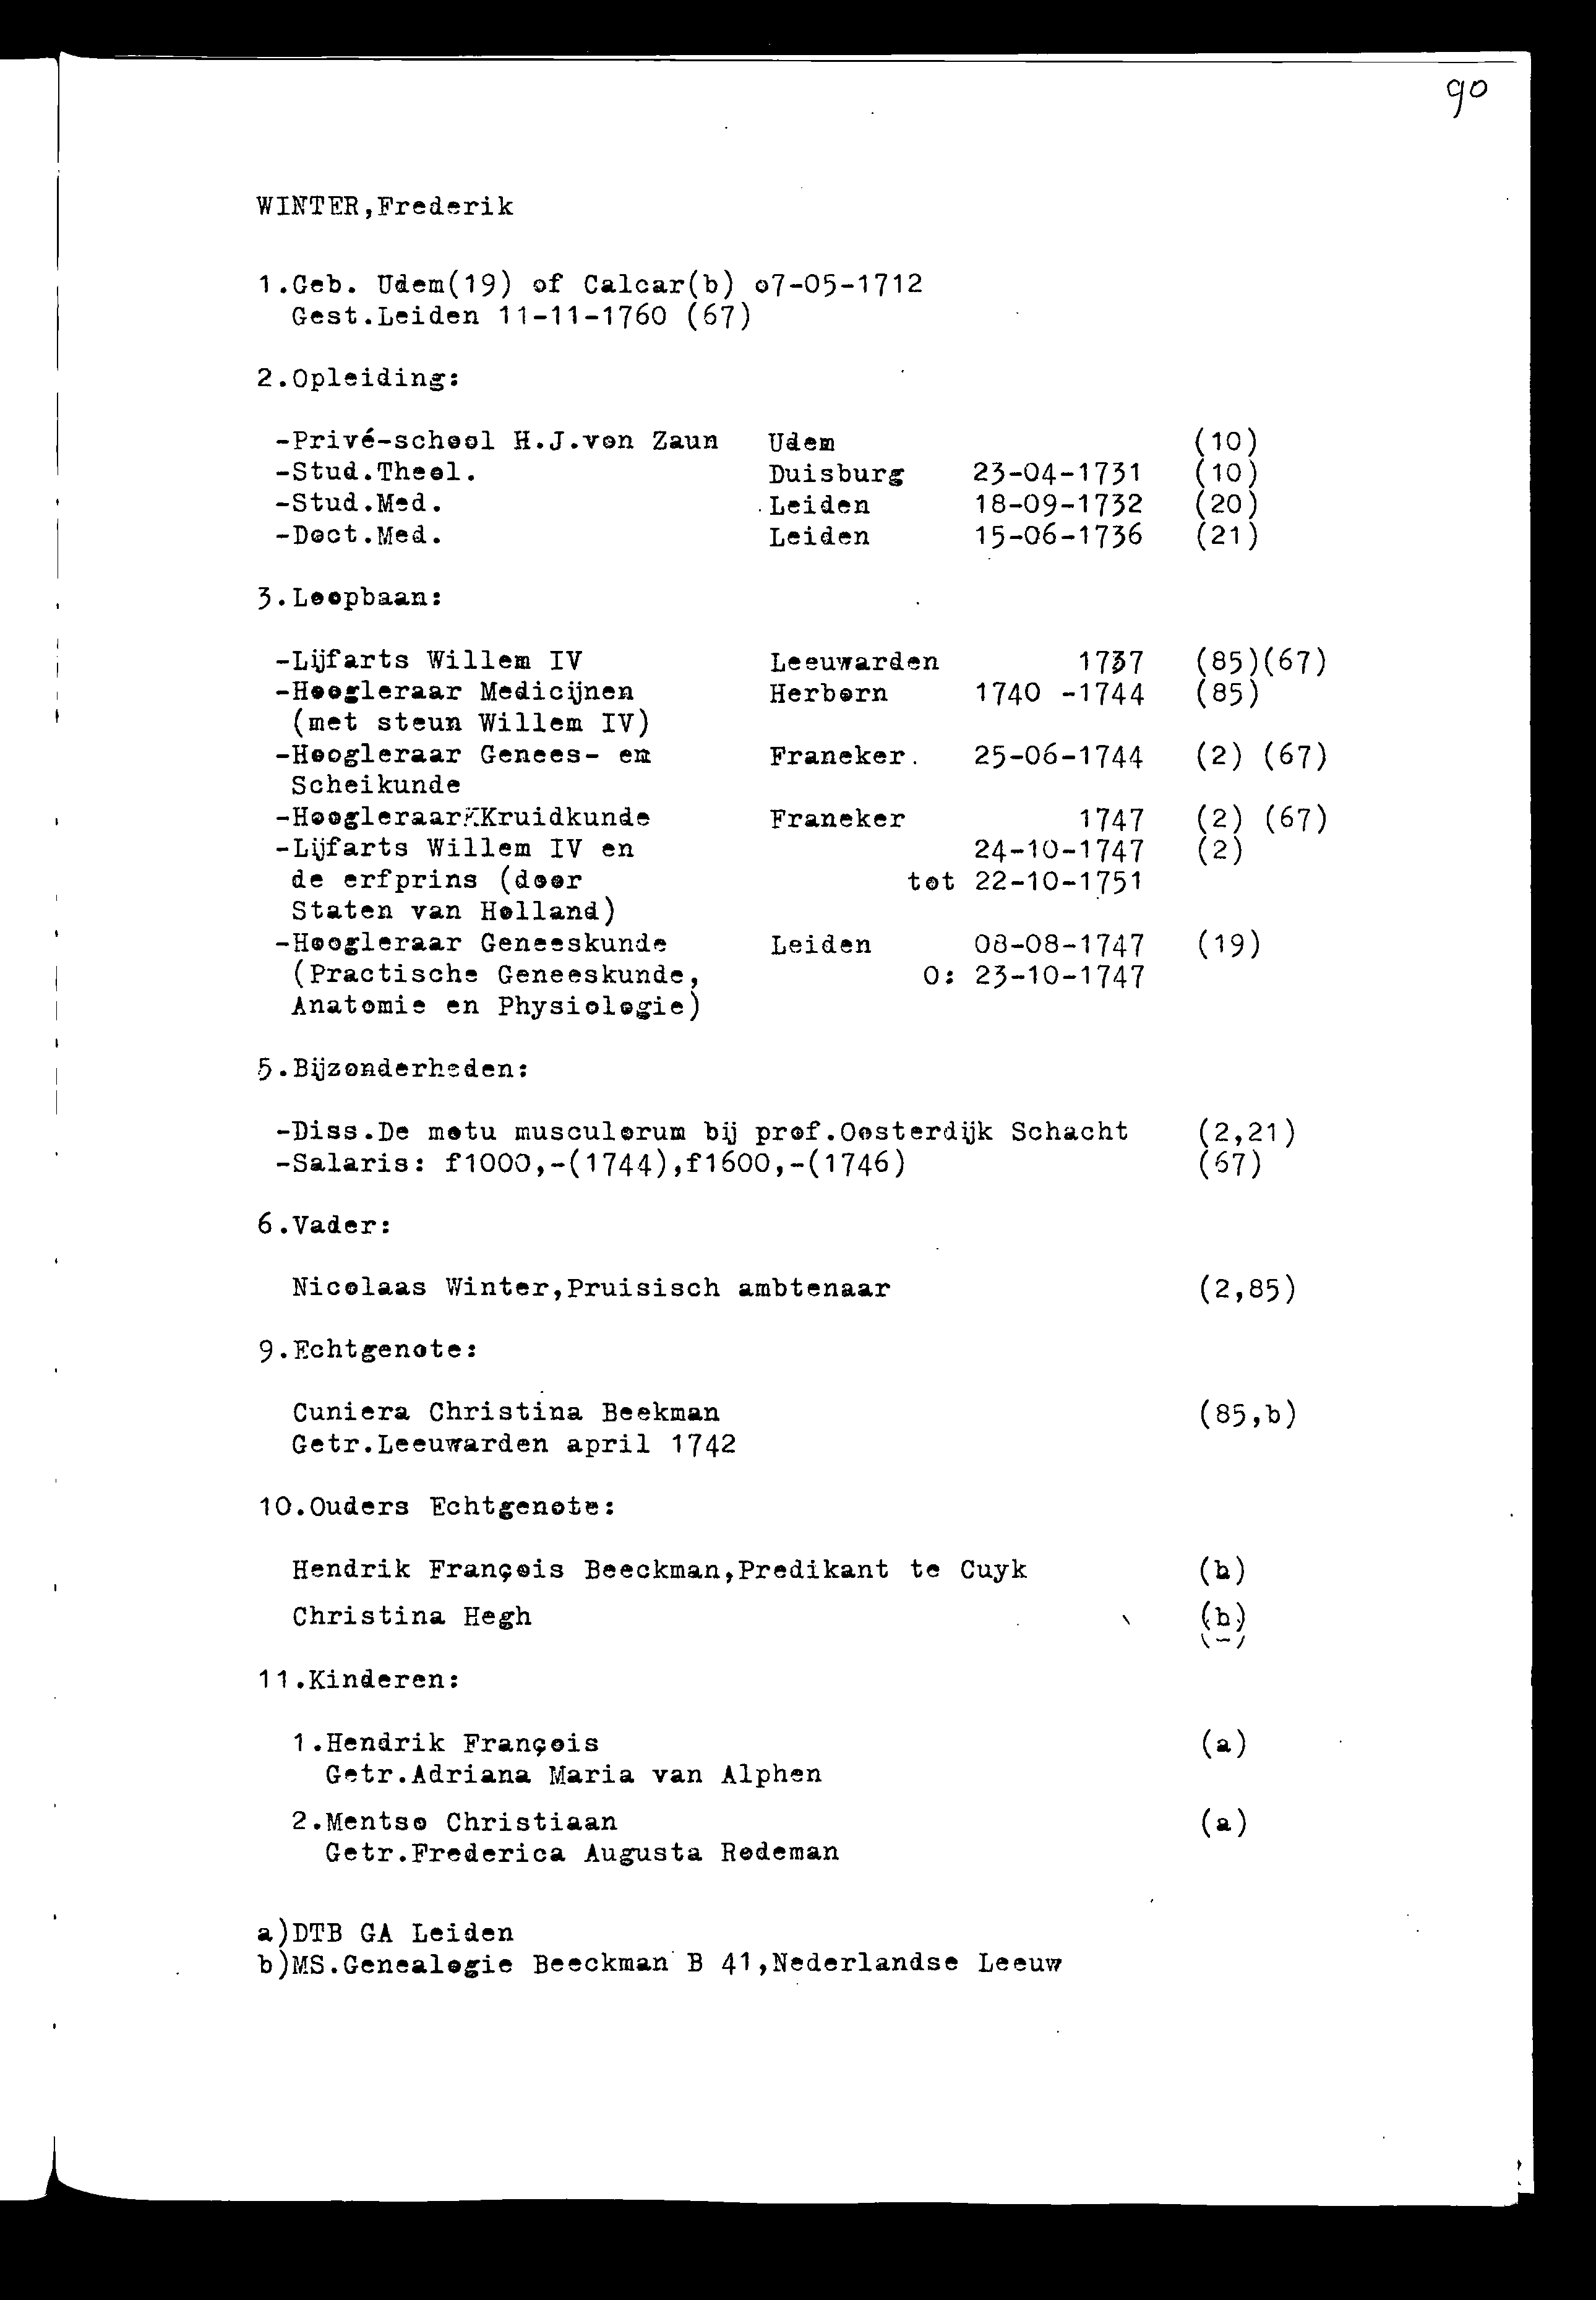 90
WINTER,Frederik
1.Geb. Udem(19) of Calcar(b) o7-05-1712
Gest.Leiden 11-11-1760 (67)
2.Opleiding:
-Privé-school H.J.von Zaun Udem (10)
-Stud.Theol. Duisburg 23-04-1731 (10)
-Stud.Med. Leiden 18-09-1732 (20)
-Doct.Med. Leiden 15-06-1736 (21)
3.Loopbaan:
-Lijfarts Willem IV Leeuwarden 1737 (85)(67)
-Hoogleraar Medicijnen Herborn 1740 -1744 (85)
(met steun Willem IV)
-Hoogleraar Genees- en Franeker. 25-06-1744 (2) (67)
Scheikunde
-Hoogleraar Kruidkunde Franeker 1747 (2) (67)
-Lijfarts Willem IV en 24-10-1747 (2)
de erfprins (door tot 22-10-1751
Staten van Holland)
-Hoogleraar Geneeskunde Leiden 08-08-1747 (19)
(Practische Geneeskunde, O: 23-10-1747
Anatomie en Physiologie)
5.Bijzonderheden:
-Diss.De motu musculorum bij prof.Oosterdijk Schacht (2,21)
-Salaris: f1000,-(1744),f1600,-(1746) (67)
6.Vader:
Nicolaas Winter,Pruisisch ambtenaar (2,85)
9.Echtgenote:
Cuniera Christina Beekman (85,b)
Getr.Leeuwarden april 1742
10.Ouders Echtgenote:
Hendrik François Beeckman,Predikant te Cuyk (b)
Christina Hegh (b)
11.Kinderen:
1.Hendrik François (a)
Getr.Adriana Maria van Alphen
2.Mentso Christiaan (a)
Getr.Frederica Augusta Rodeman
a)DTB GA Leiden
b)MS.Genealogie Beeckman B 41,Nederlandse Leeuw